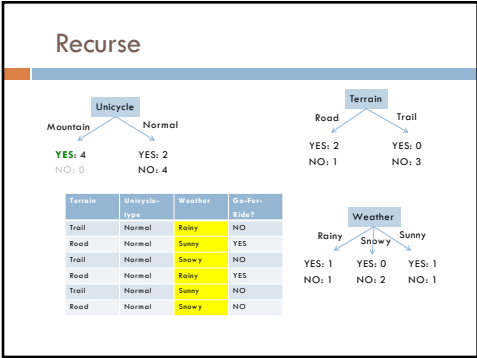 Recurse
Unicycle
Mountain Normal
YES: 4 YES: 2
NO: 0 NO: 4
Terrain
Road Trail
YES: 2 YES: 0
NO: 1 NO: 3
Terrain Unicycle- Weather Go-For-
type Ride?
Trail Normal Rainy NO
Road Normal Sunny YES
Trail Normal Snowy NO
Road Normal Rainy YES
Trail Normal Sunny NO
Road Normal Snowy NO
Weather
Rainy Snowy Sunny
YES: 1 YES: 0 YES: 1
NO: 1 NO: 2 NO: 1